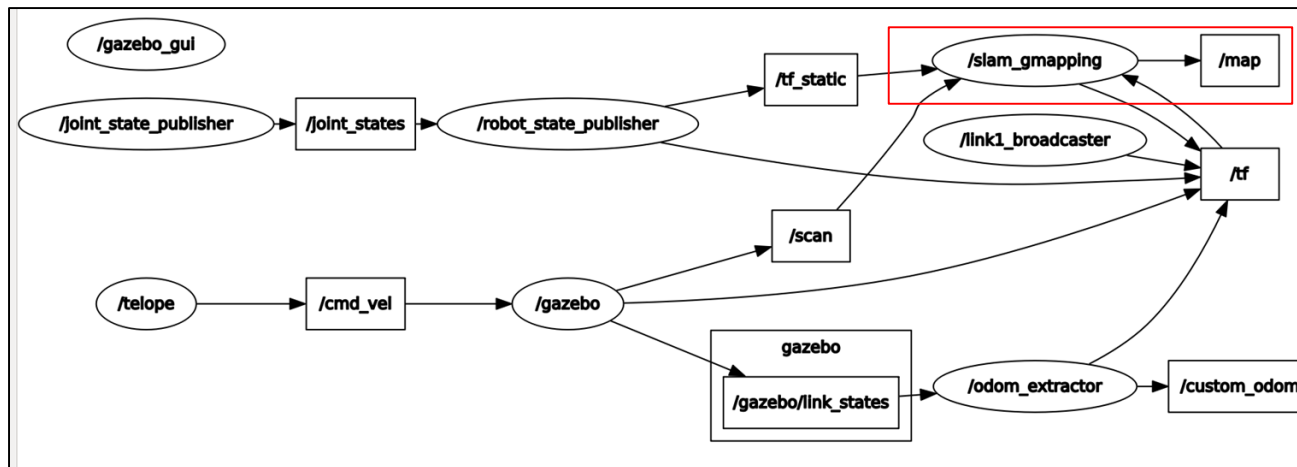 /gazebo_gui
/slam_gmapping
/map
/tf_static
/joint_state_publisher
/joint_states
/robot_state_publisher
/link1_broadcaster
/tf
/scan
/telope
/cmd_vel
/gazebo
gazebo
/gazebo/link_states
/odom_extractor
/custom_odom